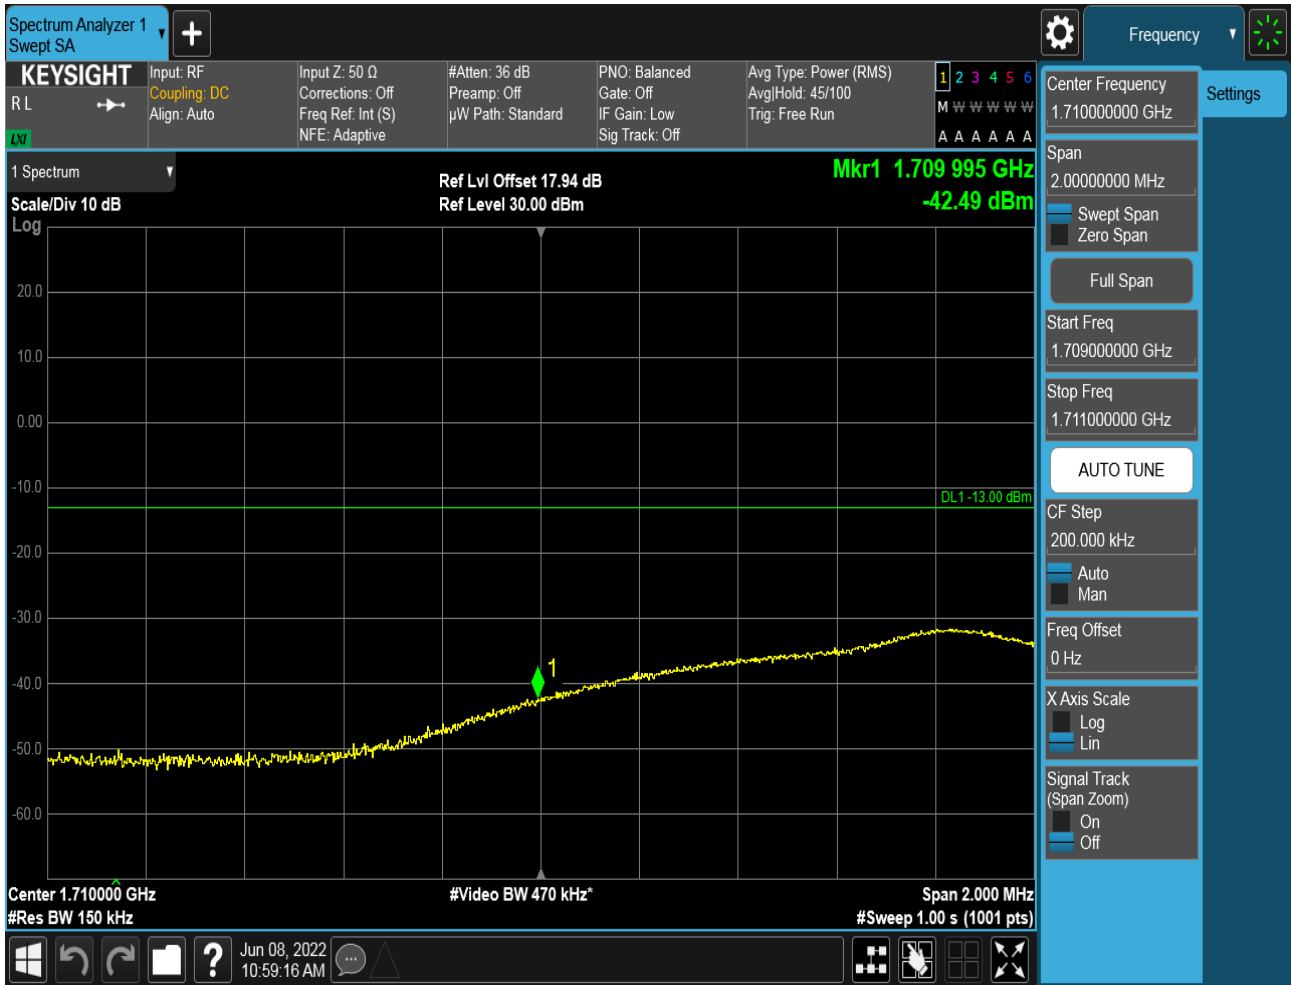 Spectrum Analyzer 1
Swept SA
Frequency
KEYSIGHT
R L
LXI
Input: RF
Coupling: DC
Align: Auto
Input Z: 50 Ω
Corrections: Off
Freq Ref: Int (S)
NFE: Adaptive
#Atten: 36 dB
Preamp: Off
µW Path: Standard
PNO: Balanced
Gate: Off
IF Gain: Low
Sig Track: Off
Avg Type: Power (RMS)
Avg|Hold: 45/100
Trig: Free Run
1 2 3 4 5 6
M W W W W W
A A A A A A
1 Spectrum
Scale/Div 10 dB
Log
Ref Lvl Offset 17.94 dB
Ref Level 30.00 dBm
Mkr1 1.709 995 GHz
-42.49 dBm
20.0
10.0
0.00
-10.0
DL1 -13.00 dBm
-20.0
-30.0
1
-40.0
-50.0
-60.0
Center 1.710000 GHz
#Res BW 150 kHz
#Video BW 470 kHz*
Span 2.000 MHz
#Sweep 1.00 s (1001 pts)
Jun 08, 2022
10:59:16 AM
Center Frequency
1.710000000 GHz
Settings
Span
2.00000000 MHz
Swept Span
Zero Span
Full Span
Start Freq
1.709000000 GHz
Stop Freq
1.711000000 GHz
AUTO TUNE
CF Step
200.000 kHz
Auto
Man
Freq Offset
0 Hz
X Axis Scale
Log
Lin
Signal Track
(Span Zoom)
On
Off